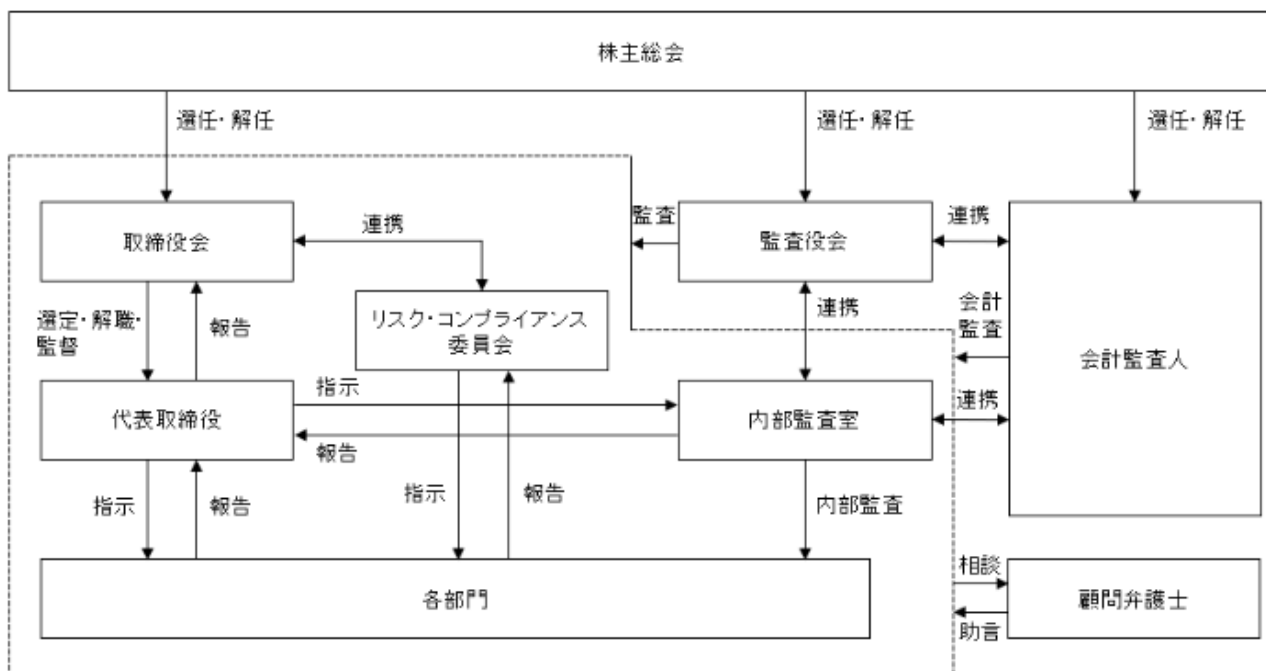 株主総会
選任・解任
選任・解任
選任・解任
取締役会
連携
監査
監査役会
連携
選定・解職・
監督
報告
リスク・コンプライアンス
委員会
連携
会計
監査
会計監査人
代表取締役
指示
報告
内部監査室
連携
指示
報告
指示
報告
内部監査
各部門
相談
助言
顧問弁護士